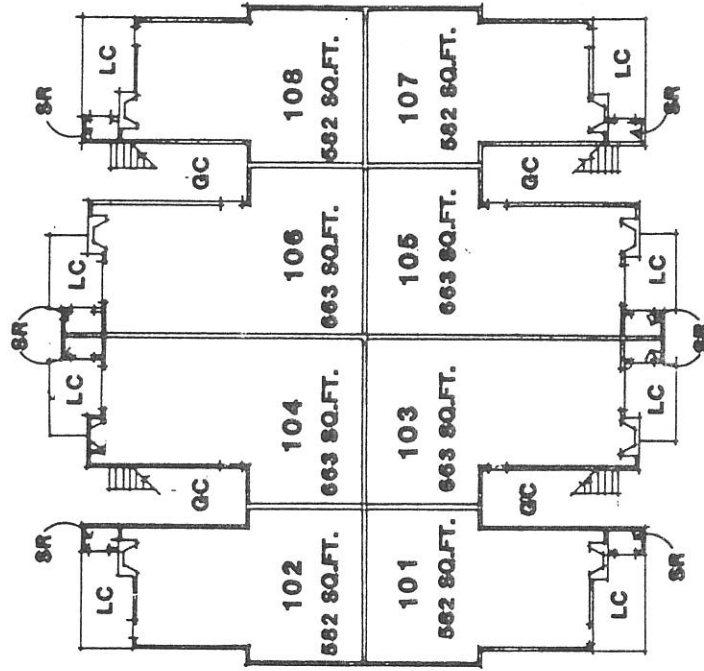 LC
101
582 SQ.FT.
102
582 SQ.FT.
LC
SR
SR
GC
GC
LC
103
663 SQ.FT.
104
663 SQ.FT.
LC
SR
SR
LC
105
663 SQ.FT.
106
663 SQ.FT.
LC
GC
GC
SR
SR
LC
107
582 SQ.FT.
108
582 SQ.FT.
LC